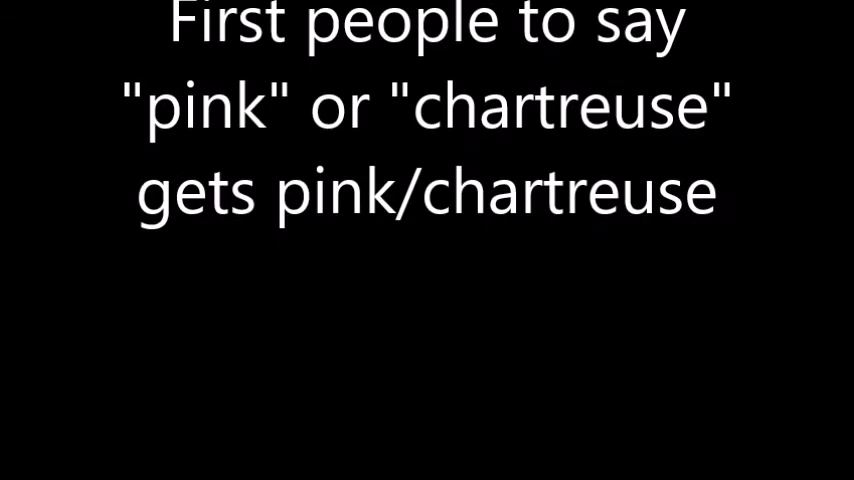 First people to say
"pink" or "chartreuse"
gets pink/chartreuse